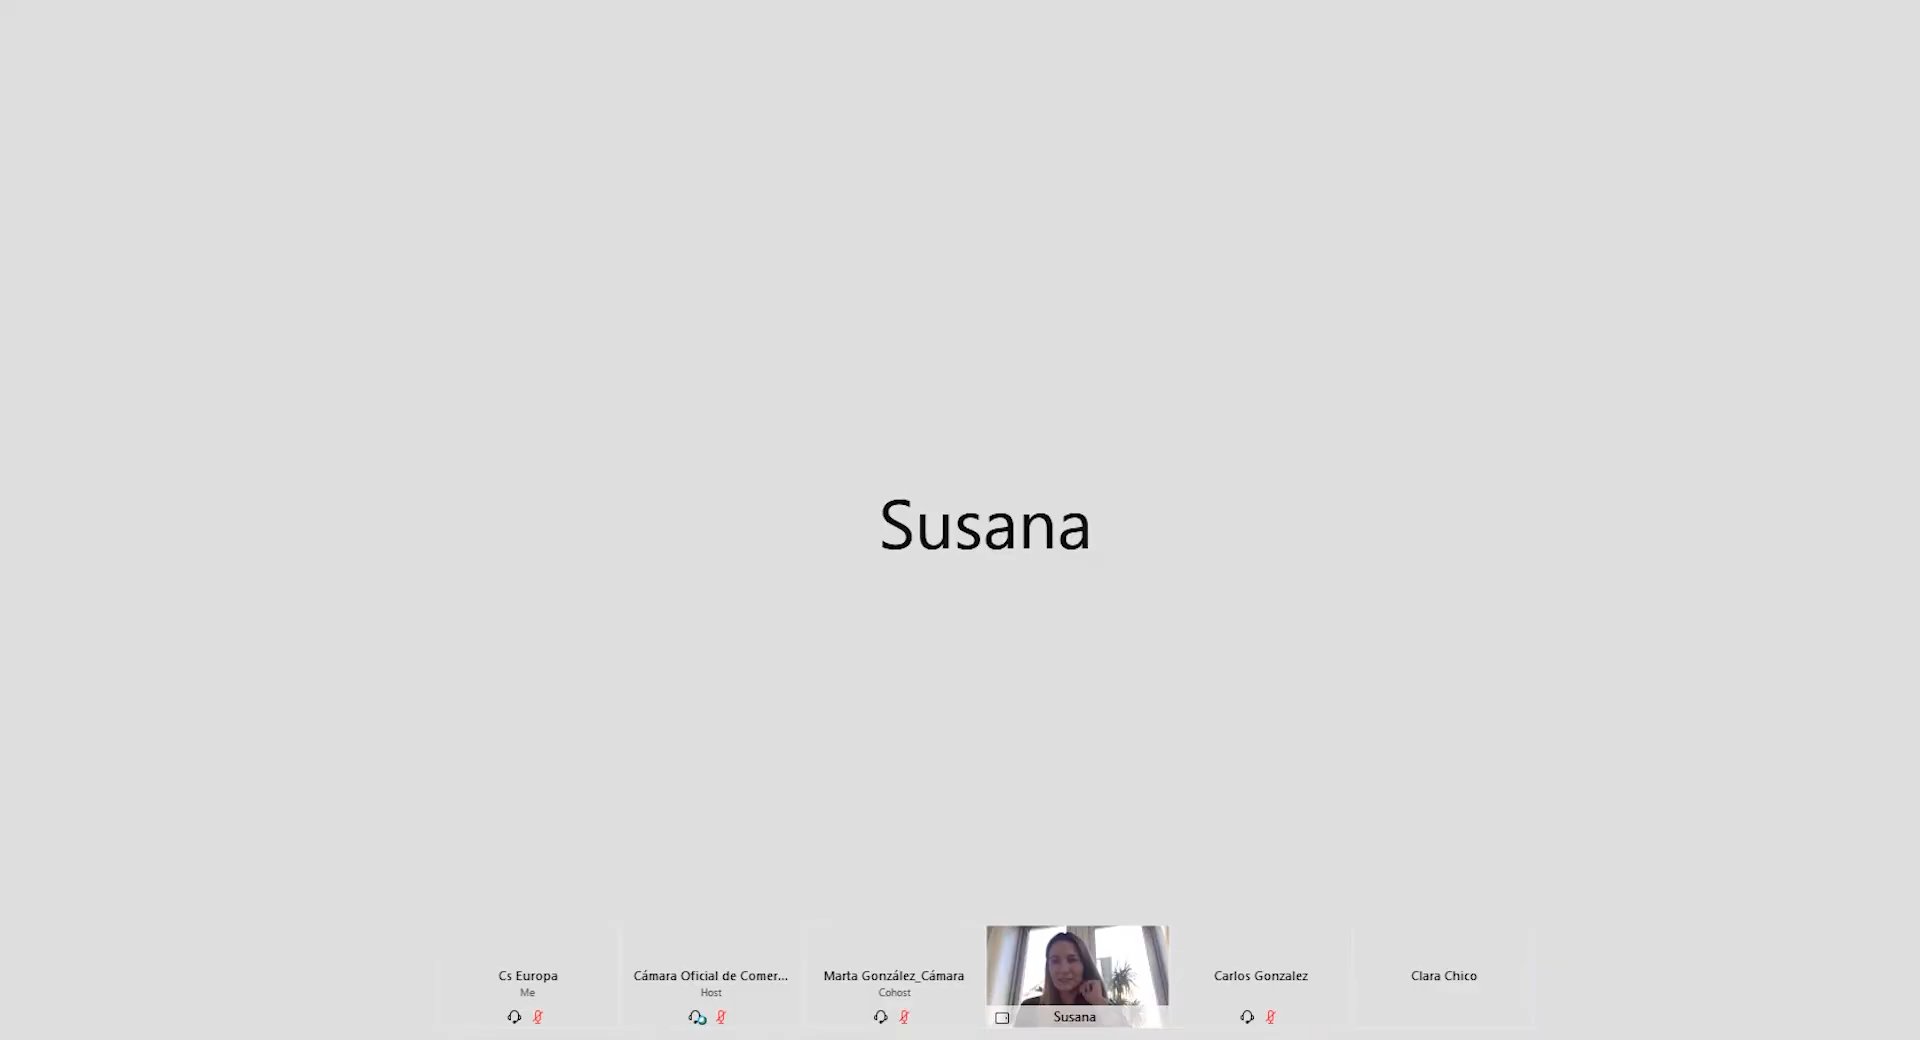 Susana
Cs Europa
Me
Cámara Oficial de Comer...
Host
Marta González_Cámara
Cohost
Susana
Carlos Gonzalez
Clara Chico